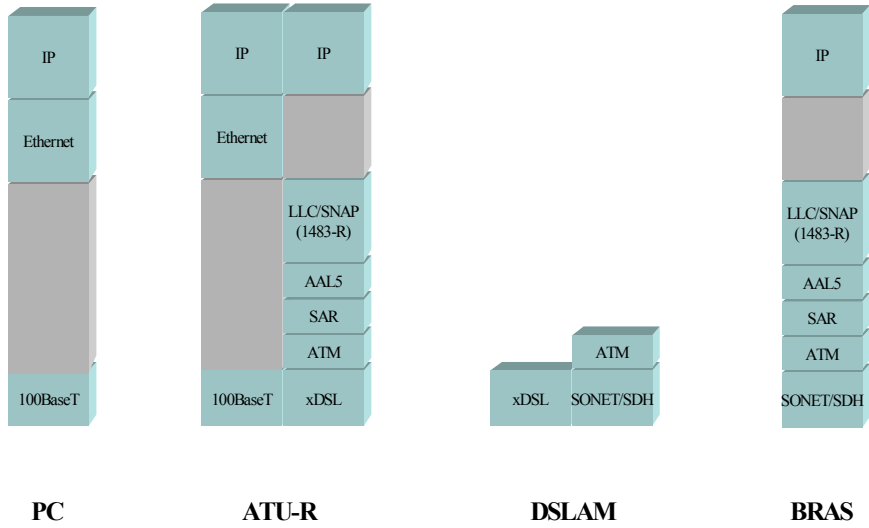 IP
Ethernet
100BaseT
PC
IP
Ethernet
100BaseT
IP
LLC/SNAP
(1483-R)
AAL5
SAR
ATM
xDSL
ATU-R
xDSL
ATM
SONET/SDH
DSLAM
IP
LLC/SNAP
(1483-R)
AAL5
SAR
ATM
SONET/SDH
BRAS